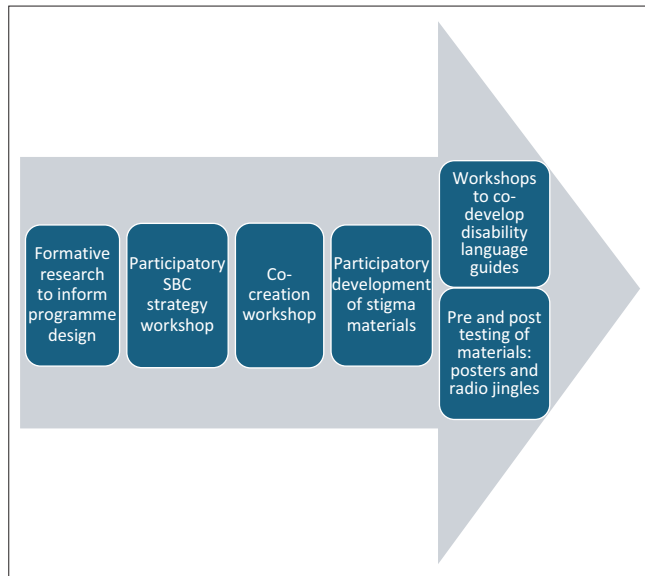 Formative
research
to inform
programme
design
Participatory
SBC
strategy
workshop
Co-
creation
workshop
Participatory
development
of stigma
materials
Workshops
to co-
develop
disability
language
guides
Pre and post
testing of
materials:
posters and
radio jingles